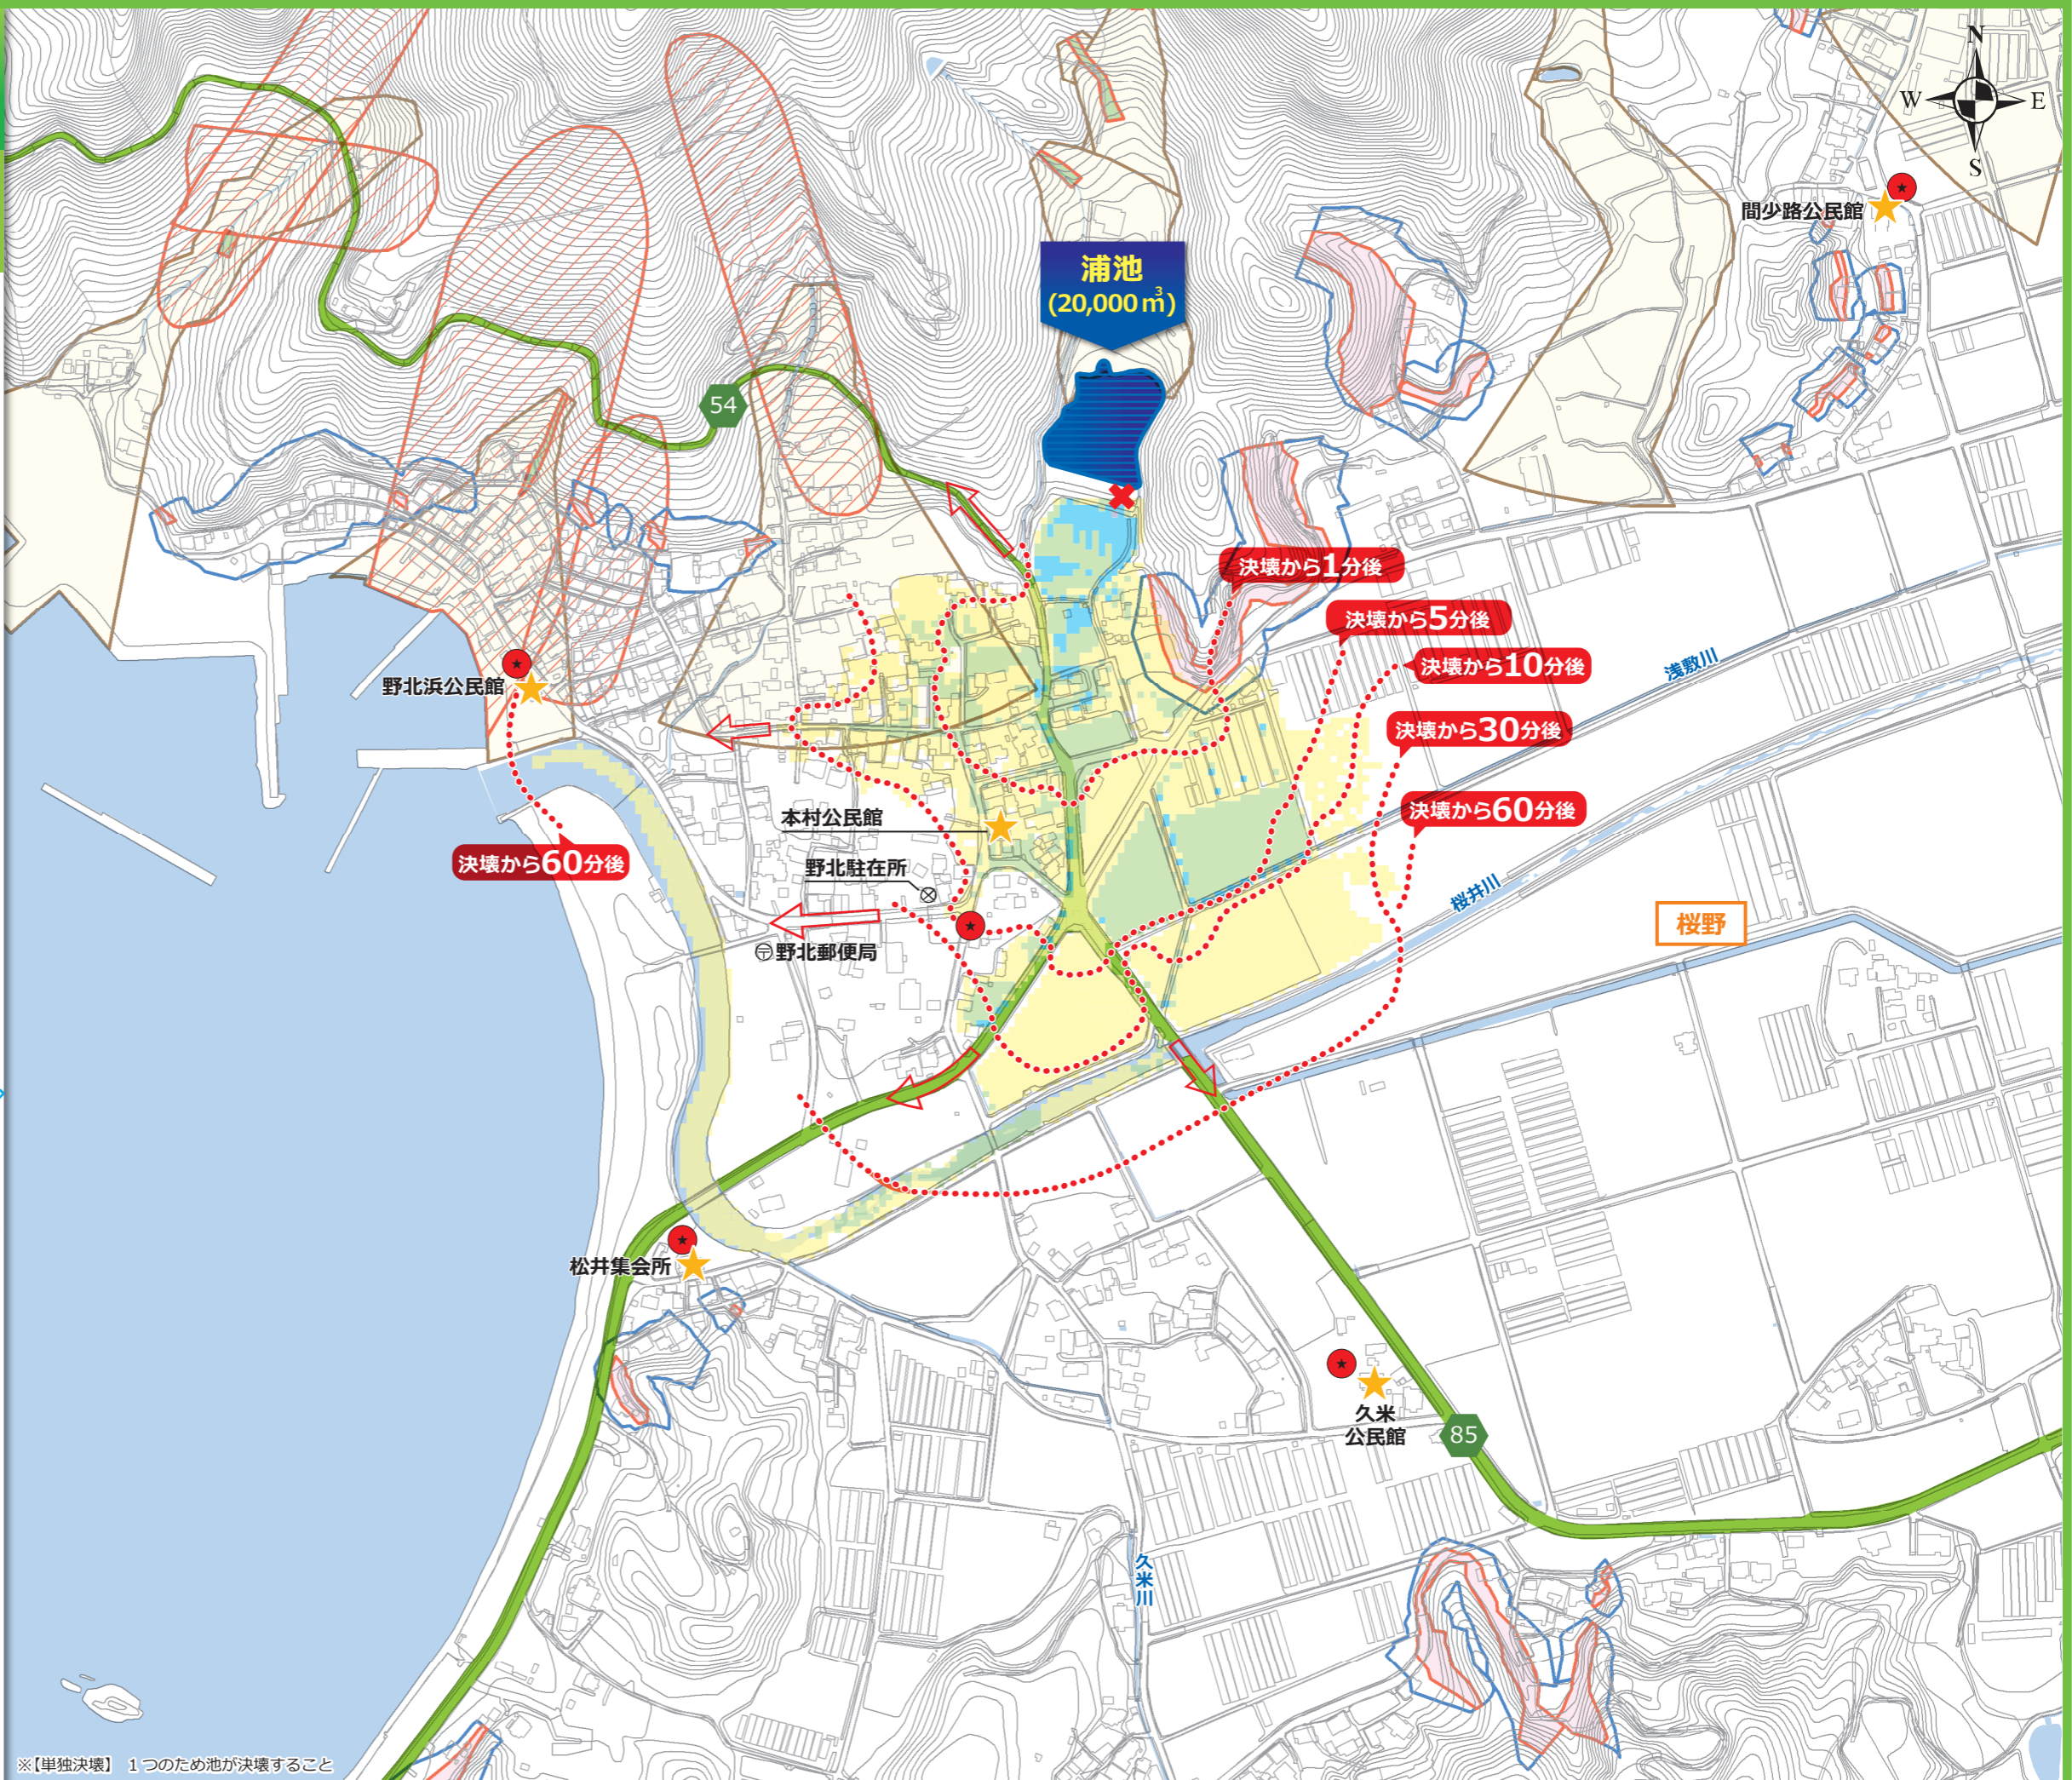 N
W
E
S
間少路公民館
浦池
(20,000㎥)
54
決壊から1分後
決壊から5分後
決壊から10分後
浅敷川
野北浜公民館
決壊から30分後
決壊から60分後
本村公民館
野北駐在所
決壊から60分後
桜井川
桜野
〒野北郵便局
松井集会所
久米
公民館
85
久米川
※【単独決壊】 1つのため池が決壊すること